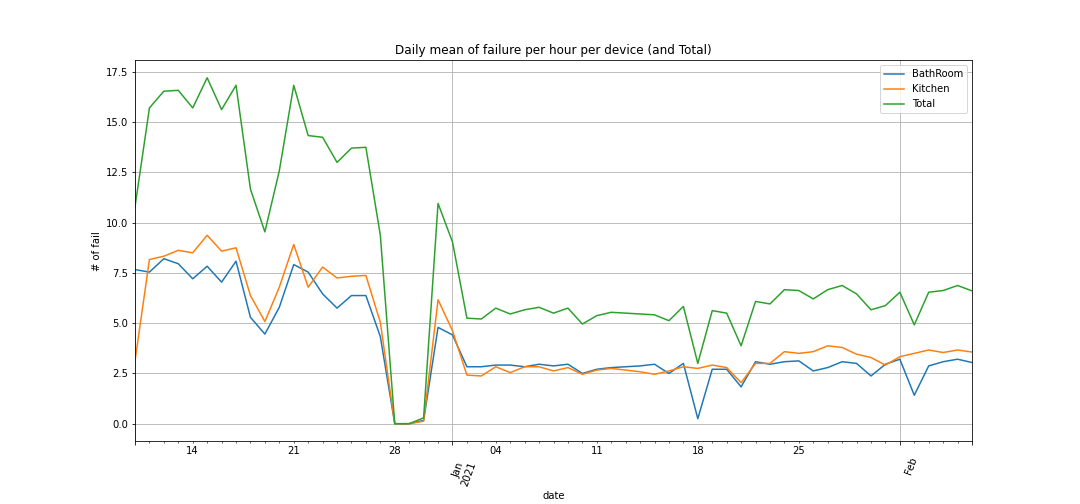 Daily mean of failure per hour per device (and Total)
BathRoom
Kitchen
Total
# of fail
17.5
15.0
12.5
10.0
7.5
5.0
2.5
0.0
14
21
28
Jan
2021
04
11
18
25
Feb
date